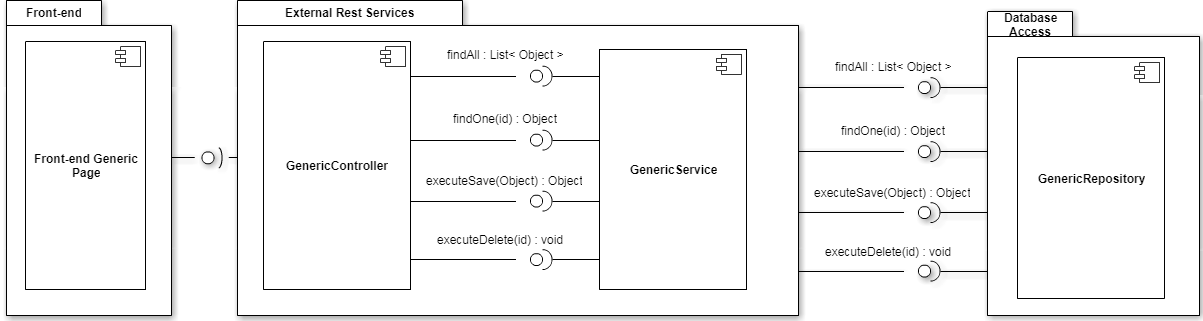 Front-end
External Rest Services
Database
Access
Front-end Generic
Page
GenericController
findAll : List< Object >
findOne(id) : Object
executeSave(Object) : Object
executeDelete(id) : void
GenericService
findAll : List< Object >
findOne(id) : Object
executeSave(Object) : Object
executeDelete(id) : void
GenericRepository